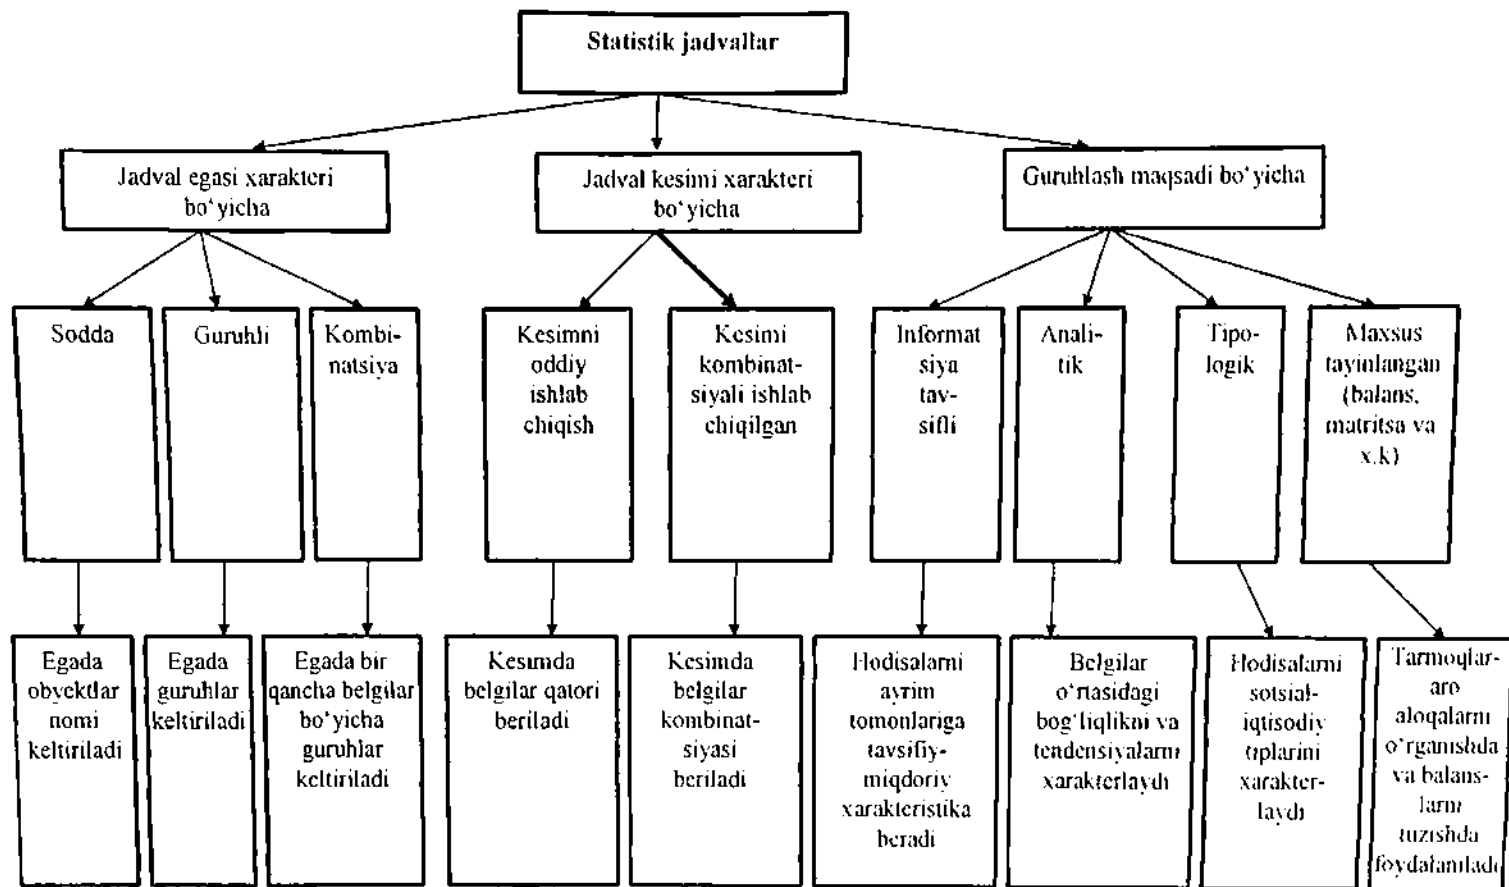 Statistik jadvallar
Jadval egasi xarakteri
bo‘yicha
Jadval kesimi xarakteri
bo‘yicha
Guruhlash maqsadi bo‘yicha
Sodda
Guruhli
Kombi-
natsiya
Kesimni
oddiy
ishlab
chiqish
Kesimi
kombinat-
siyali ishlab
chiqilgan
Informat
siya
tav-
sifli
Anali-
tik
Tipo-
logik
Maxsus
tayinlangan
(balans,
matritsa va
x.k)
Egada
obyektlar
nomi
keltiriladi
Egada
guruhlar
keltiriladi
Egada bir
qancha belgilar
bo‘yicha
guruhlar
keltiriladi
Kesimda
belgilar qatori
beriladi
Kesimda
belgilar
kombinat-
siyasi
beriladi
Hodisalarni
ayrim
tomonlariga
tavsifiy-
miqdoriy
xarakteristika
beradi
Belgilar
o‘rtasidagi
bog‘liqlikni va
tendensiyalarni
xarakterlaydi
Hodisalarni
sotsial-
iqtisodiy
tiplarini
xarakter-
laydi
Tarmoqlar-
aro
aloqalarni
o‘rganishda
va balans-
larni
tuzishda
foydalaniladi